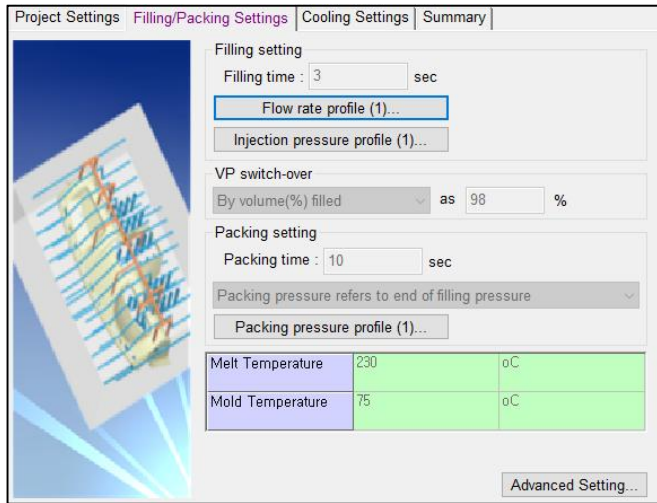 Project Settings Filling/Packing Settings Cooling Settings Summary
Filling setting
Filling time : 3 sec
Flow rate profile (1)...
Injection pressure profile (1)...
VP switch-over
By volume(%) filled as 98 %
Packing setting
Packing time : 10 sec
Packing pressure refers to end of filling pressure
Packing pressure profile (1)...
Melt Temperature 230 oC
Mold Temperature 75 oC
Advanced Setting...